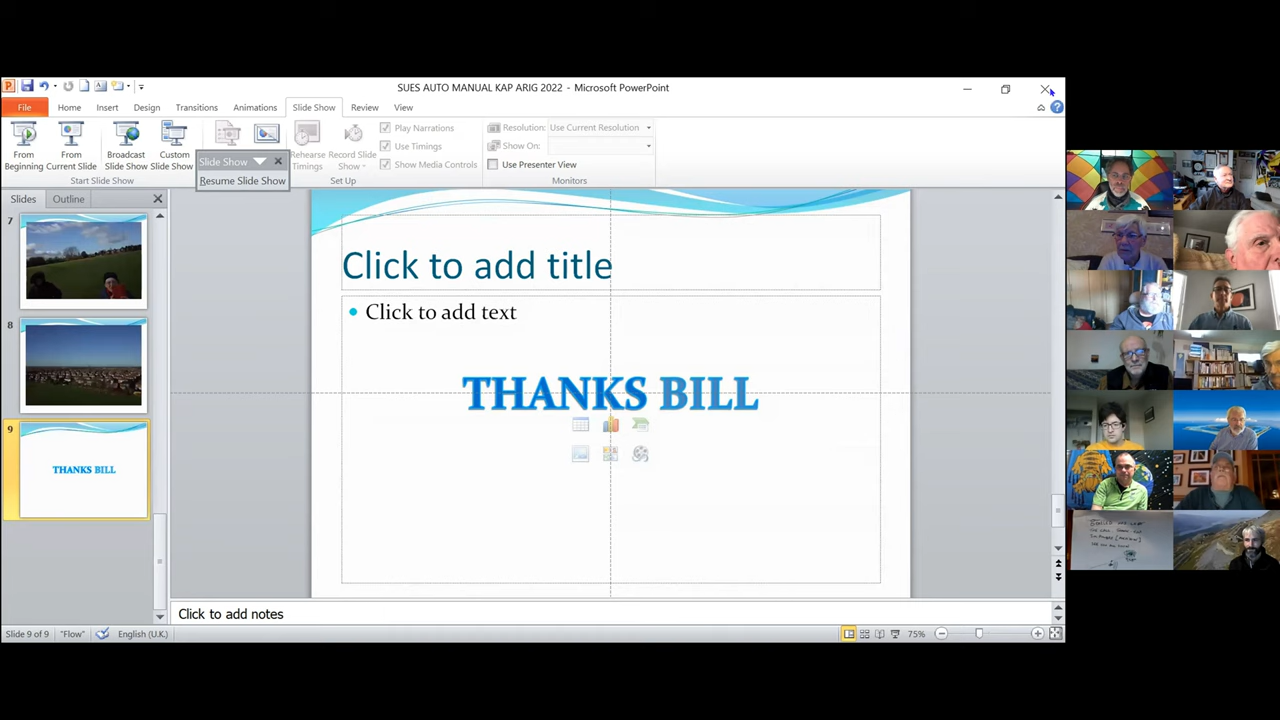 SUES AUTO MANUAL KAP ARIG 2022 - Microsoft PowerPoint
File Home Insert Design Transitions Animations Slide Show Review View
From Beginning
From Current Slide
Broadcast Slide Show
Custom Slide Show
Start Slide Show
Slide Show
Resume Slide Show
Rehearse Timings
Record Slide Show
Play Narrations
Use Timings
Show Media Controls
Set Up
Resolution: Use Current Resolution
Show On:
Use Presenter View
Monitors
Slides Outline
7
8
9
THANKS BILL
Click to add title
Click to add text
THANKS BILL
Click to add notes
Slide 9 of 9 "Flow" English (U.K.) 75%